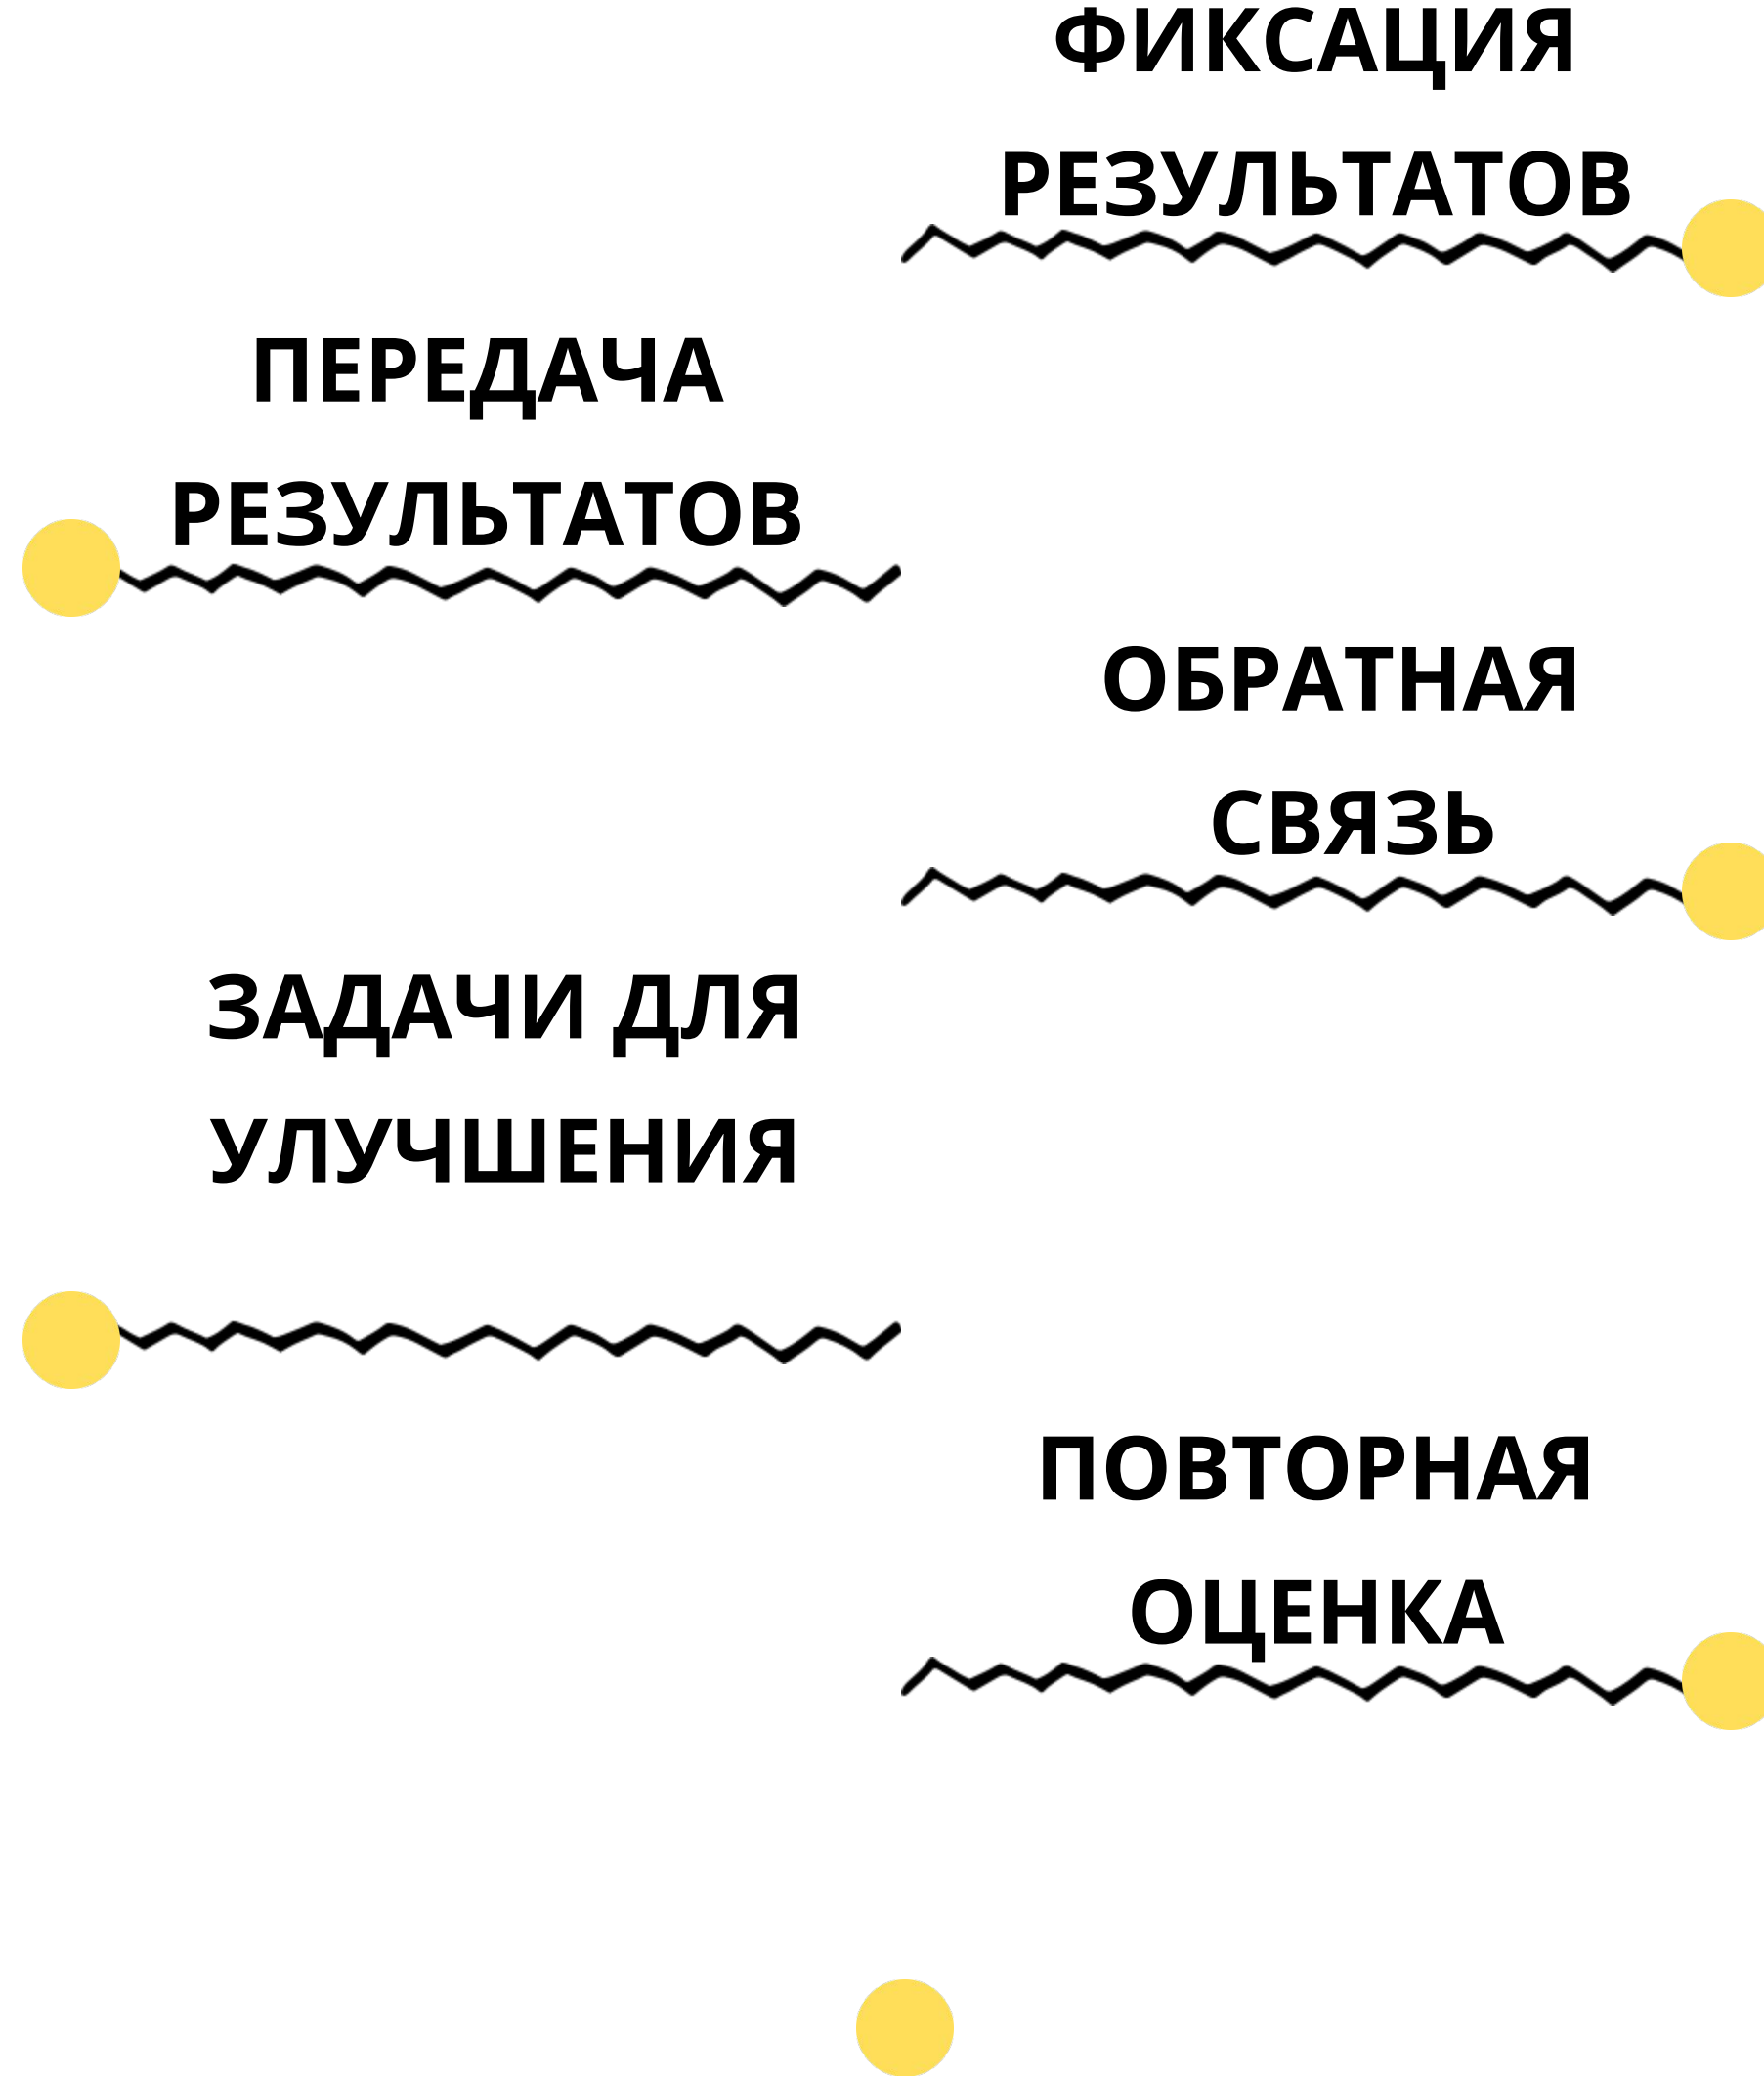 ФИКСАЦИЯ
РЕЗУЛЬТАТОВ
ПЕРЕДАЧА
РЕЗУЛЬТАТОВ
ОБРАТНАЯ
СВЯЗЬ
ЗАДАЧИ ДЛЯ
УЛУЧШЕНИЯ
ПОВТОРНАЯ
ОЦЕНКА